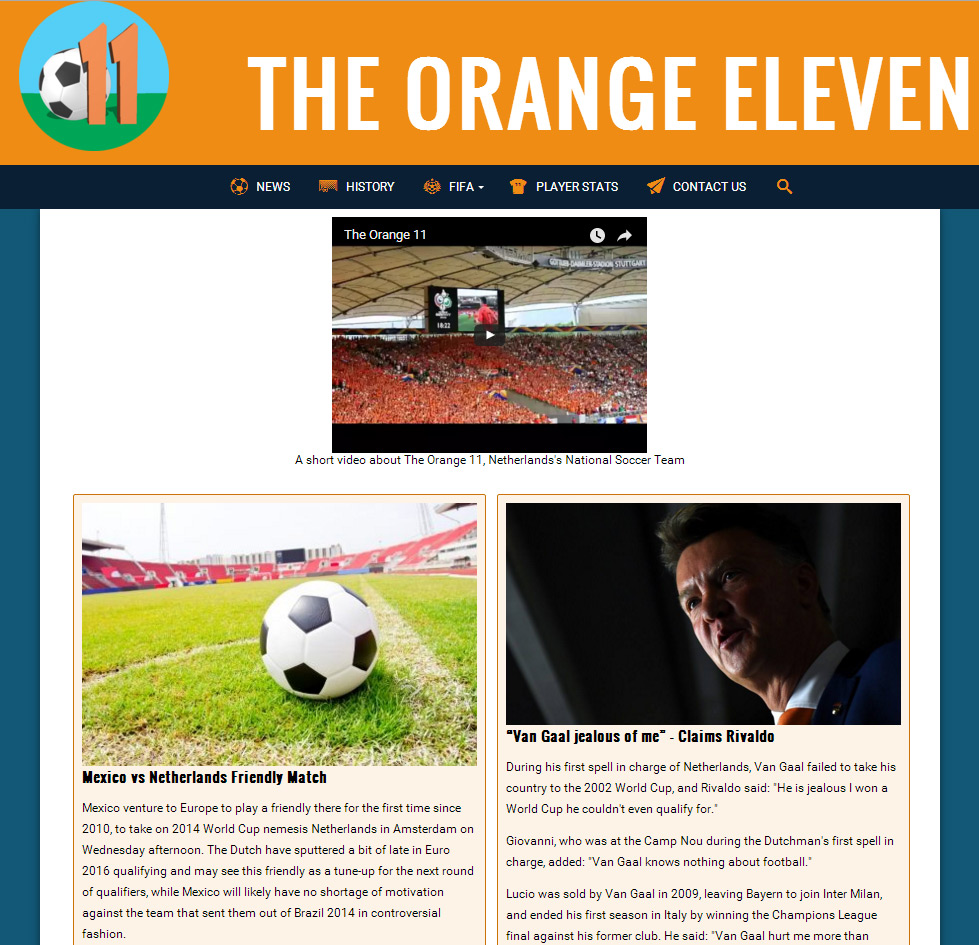 11
THE ORANGE ELEVEN
NEWS HISTORY FIFA PLAYER STATS CONTACT US
The Orange 11
GOTTLIEB-DAIMLER-STADION STUTTGART
18:22
A short video about The Orange 11, Netherlands's National Soccer Team
Mexico vs Netherlands Friendly Match
Mexico venture to Europe to play a friendly there for the first time since
2010, to take on 2014 World Cup nemesis Netherlands in Amsterdam on
Wednesday afternoon. The Dutch have sputtered a bit of late in Euro
2016 qualifying and may see this friendly as a tune-up for the next round
of qualifiers, while Mexico will likely have no shortage of motivation
against the team that sent them out of Brazil 2014 in controversial
fashion.
“Van Gaal jealous of me” - Claims Rivaldo
During his first spell in charge of Netherlands, Van Gaal failed to take his
country to the 2002 World Cup, and Rivaldo said: "He is jealous I won a
World Cup he couldn't even qualify for."
Giovanni, who was at the Camp Nou during the Dutchman's first spell in
charge, added: "Van Gaal knows nothing about football."
Lucio was sold by Van Gaal in 2009, leaving Bayern to join Inter Milan,
and ended his first season in Italy by winning the Champions League
final against his former club. He said: "Van Gaal hurt me more than